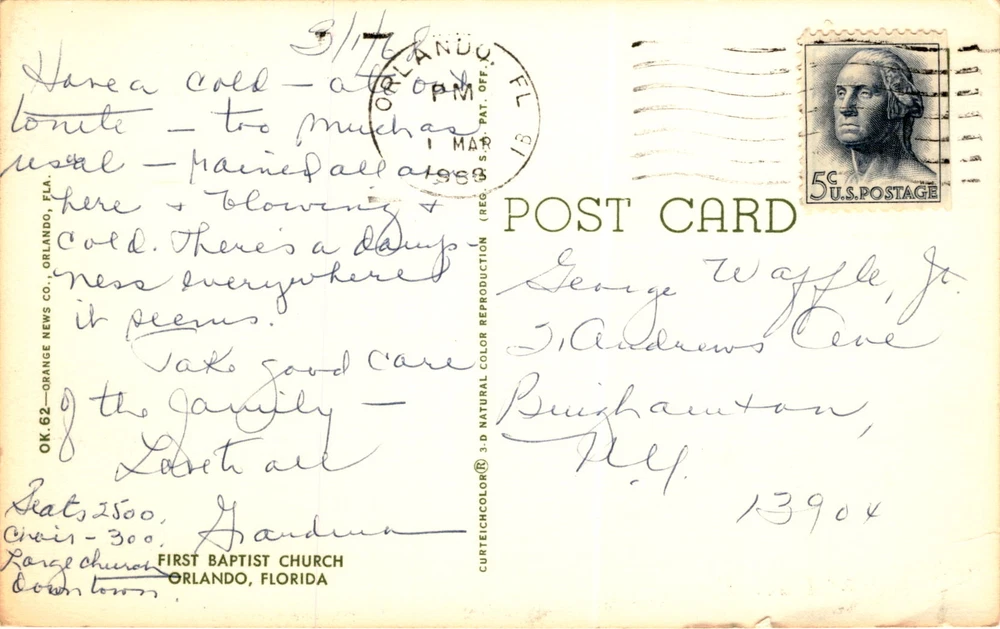 3/1/68
Have a cold – at out
tonite – too much as
usual – rained all
here + blowing +
cold. There's a damp-
ness everywhere
it seems.
Take good care
of the family –
Love to all
Grandma
Seats 2500,
Choir – 300.
Large church
Downtown.
FIRST BAPTIST CHURCH
ORLANDO, FLORIDA
OK.62—ORANGE NEWS CO., ORLANDO, FLA.
CURTEICHCOLOR® 3-D NATURAL COLOR REPRODUCTION (REG. U.S. PAT. OFF.)
ORLANDO, FL
PM
1 MAR
1968
5c U.S. POSTAGE
POST CARD
George Waffle, Jr.
Andrews Ave
Binghamton,
N.Y.
13904